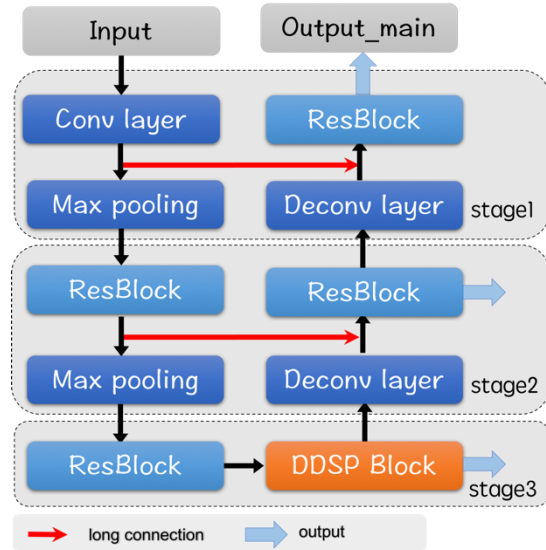 Input
Output_main
Conv layer
ResBlock
Max pooling
Deconv layer
stage1
ResBlock
ResBlock
Max pooling
Deconv layer
stage2
ResBlock
DDSP Block
stage3
long connection
output